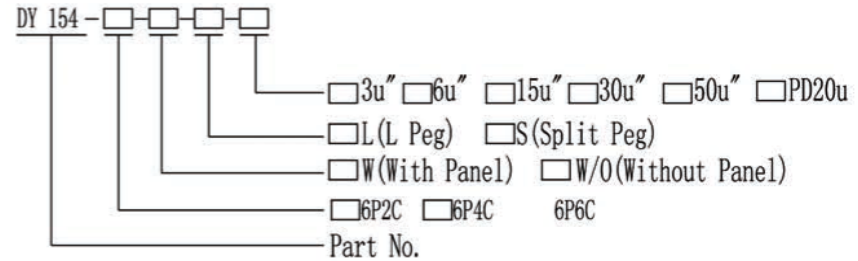 DY 154-□-□-□-□
□3u″ □6u″ □15u″ □30u″ □50u″ □PD20u
□L(L Peg) □S(Split Peg)
□W(With Panel) □W/O(Without Panel)
□6P2C □6P4C 6P6C
Part No.